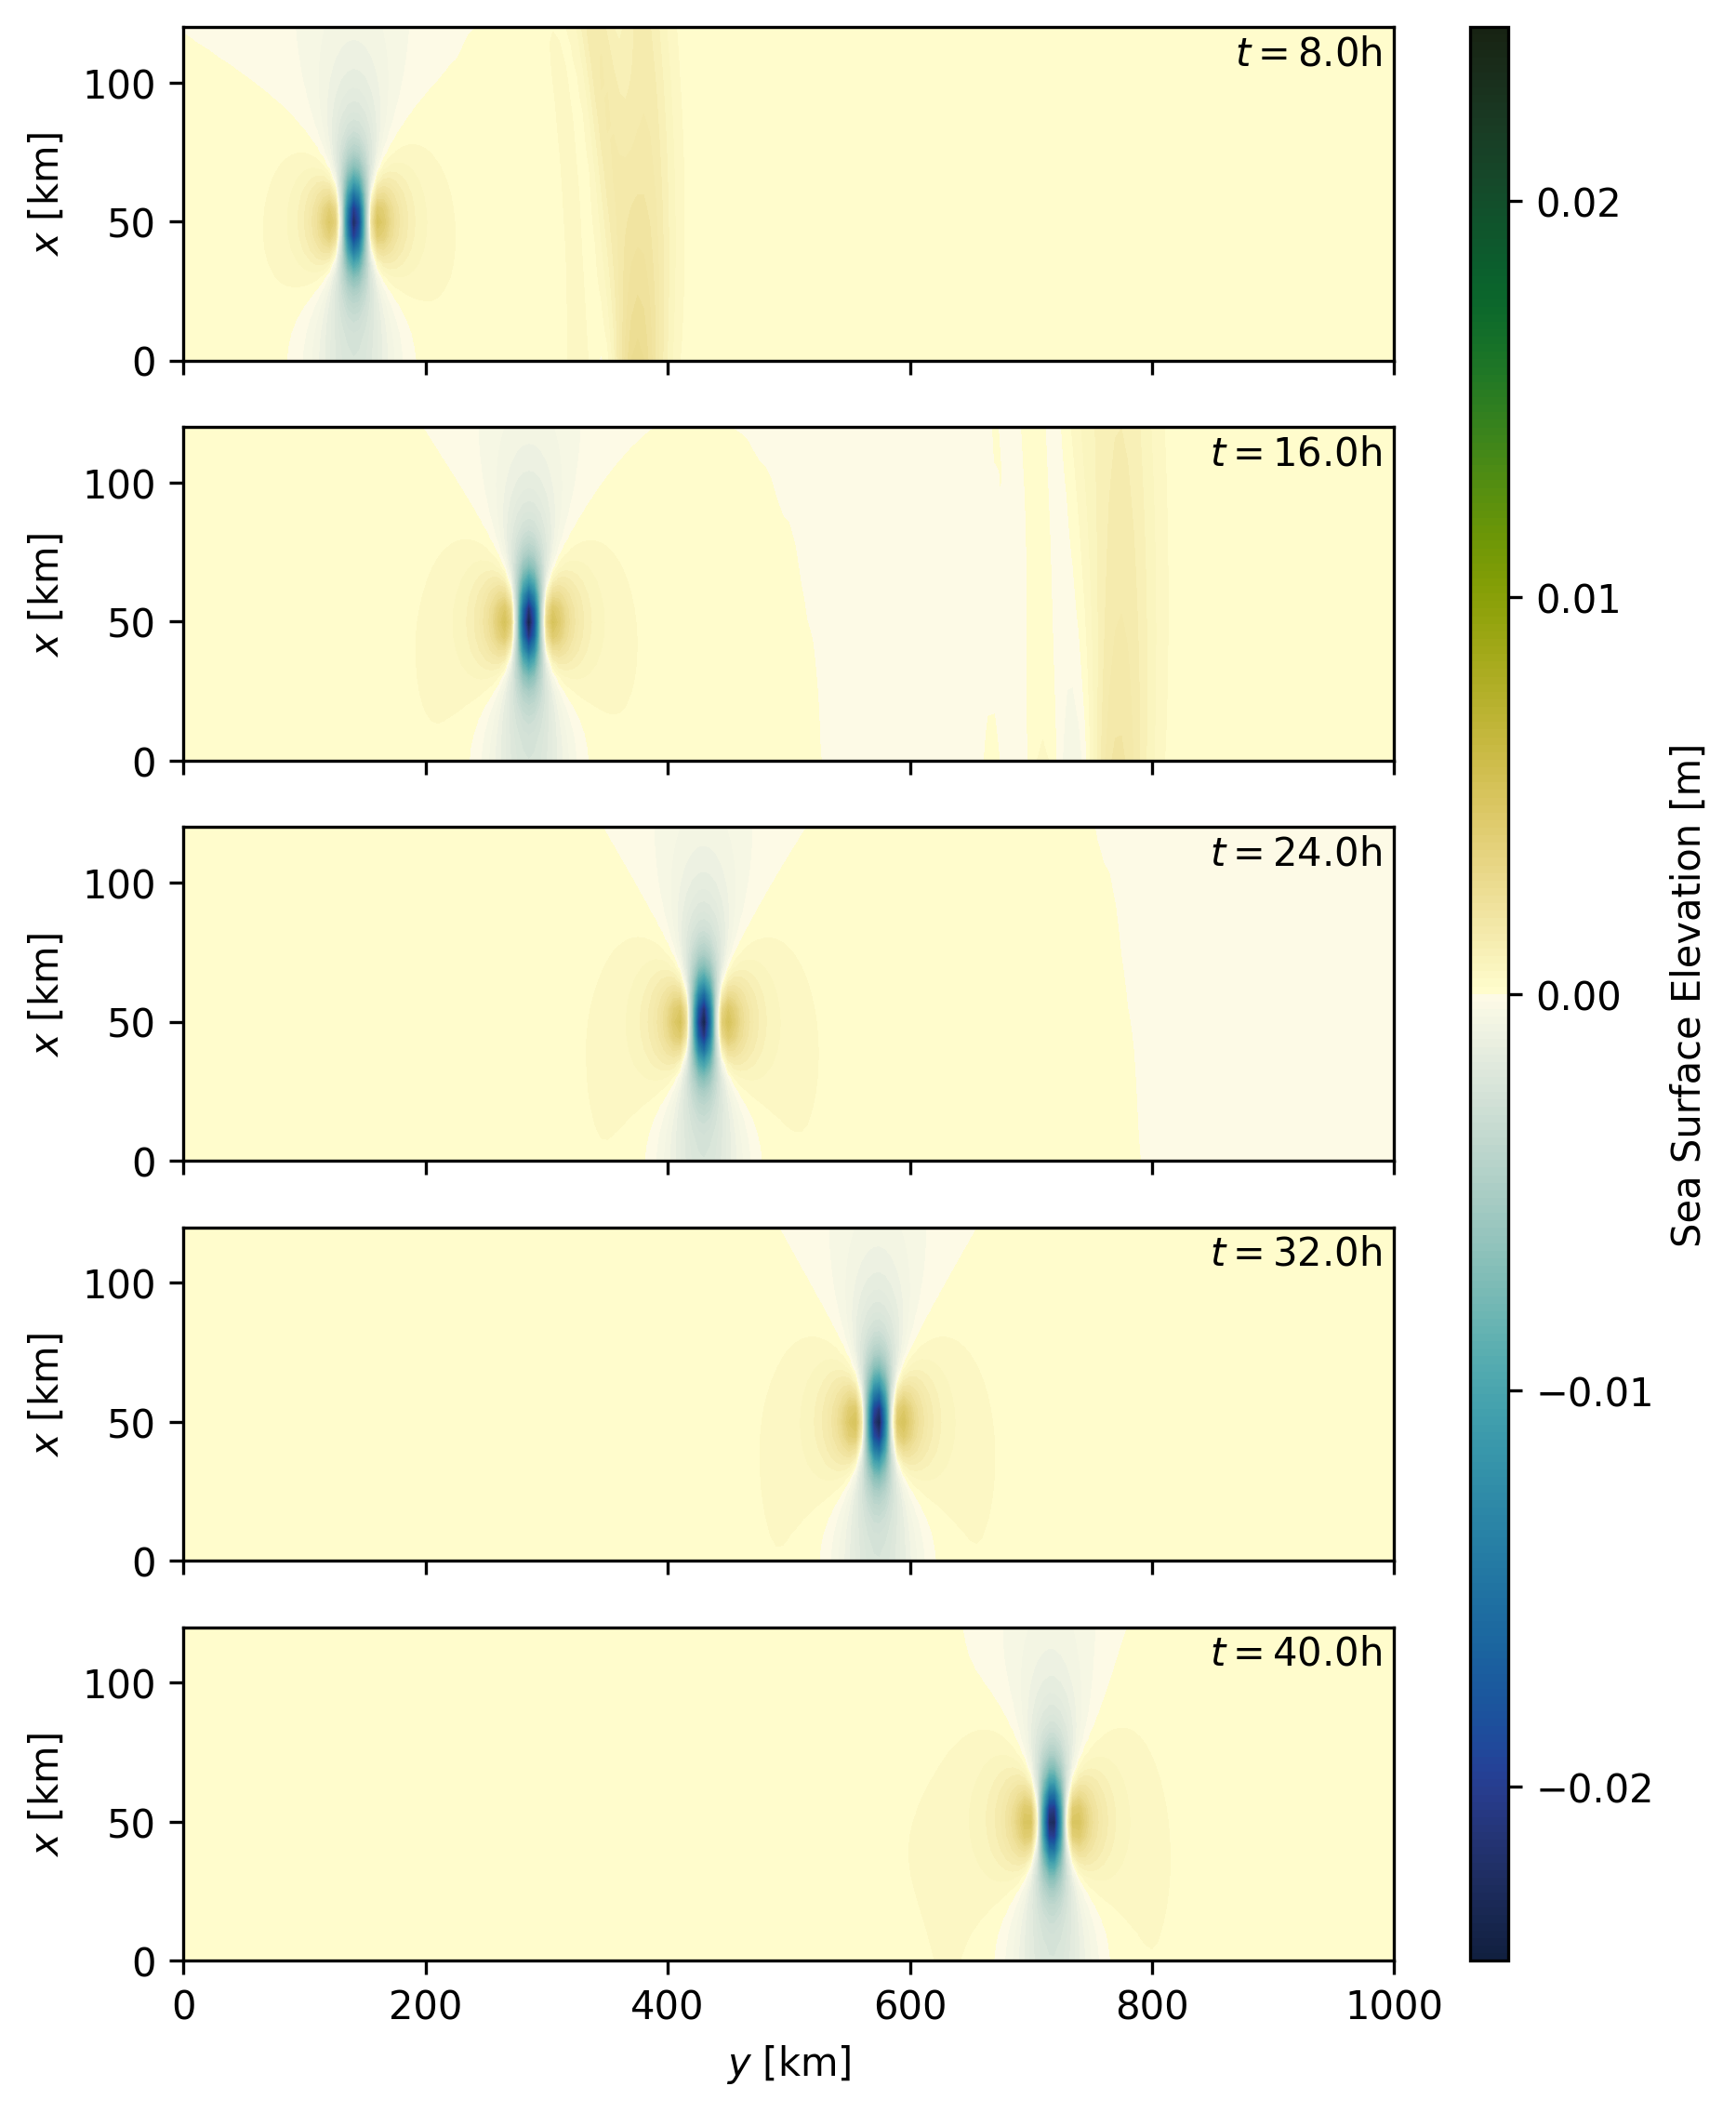 t = 8.0h
x [km]
100
50
0
t = 16.0h
x [km]
100
50
0
t = 24.0h
x [km]
100
50
0
t = 32.0h
x [km]
100
50
0
t = 40.0h
x [km]
100
50
0
0 200 400 600 800 1000
y [km]
0.02
0.01
0.00
−0.01
−0.02
Sea Surface Elevation [m]